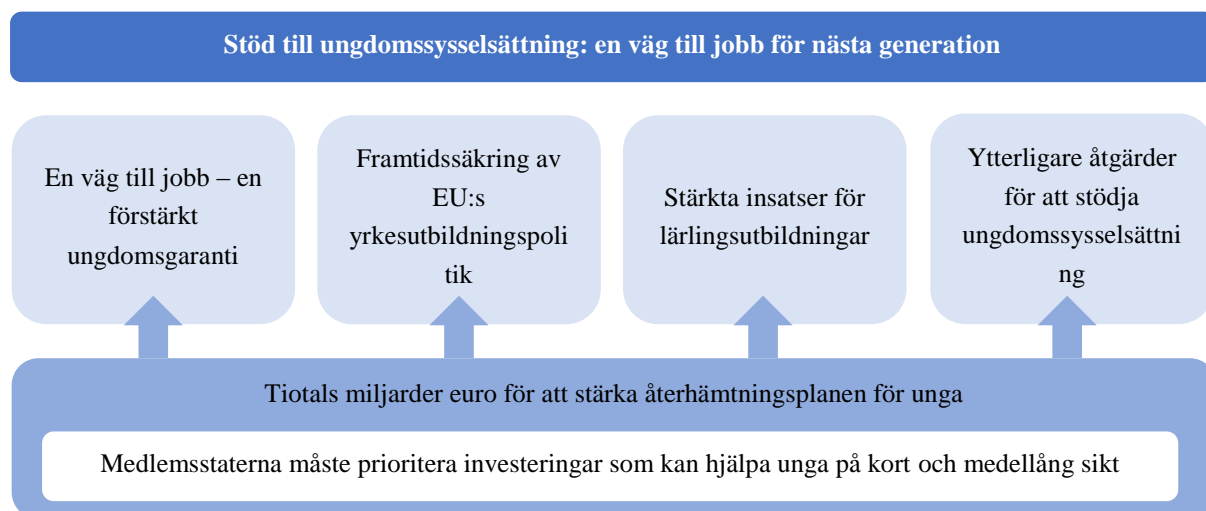 Stöd till ungdomssysselsättning: en väg till jobb för nästa generation
En väg till jobb – en
förstärkt
ungdomsgaranti
Framtidssäkring av
EU:s
yrkesutbildningspoli
tik
Stärkta insatser för
lärlingsutbildningar
Ytterligare åtgärder
för att stödja
ungdomssysselsättni
ng
Tiotals miljarder euro för att stärka återhämtningsplanen för unga
Medlemsstaterna måste prioritera investeringar som kan hjälpa unga på kort och medellång sikt